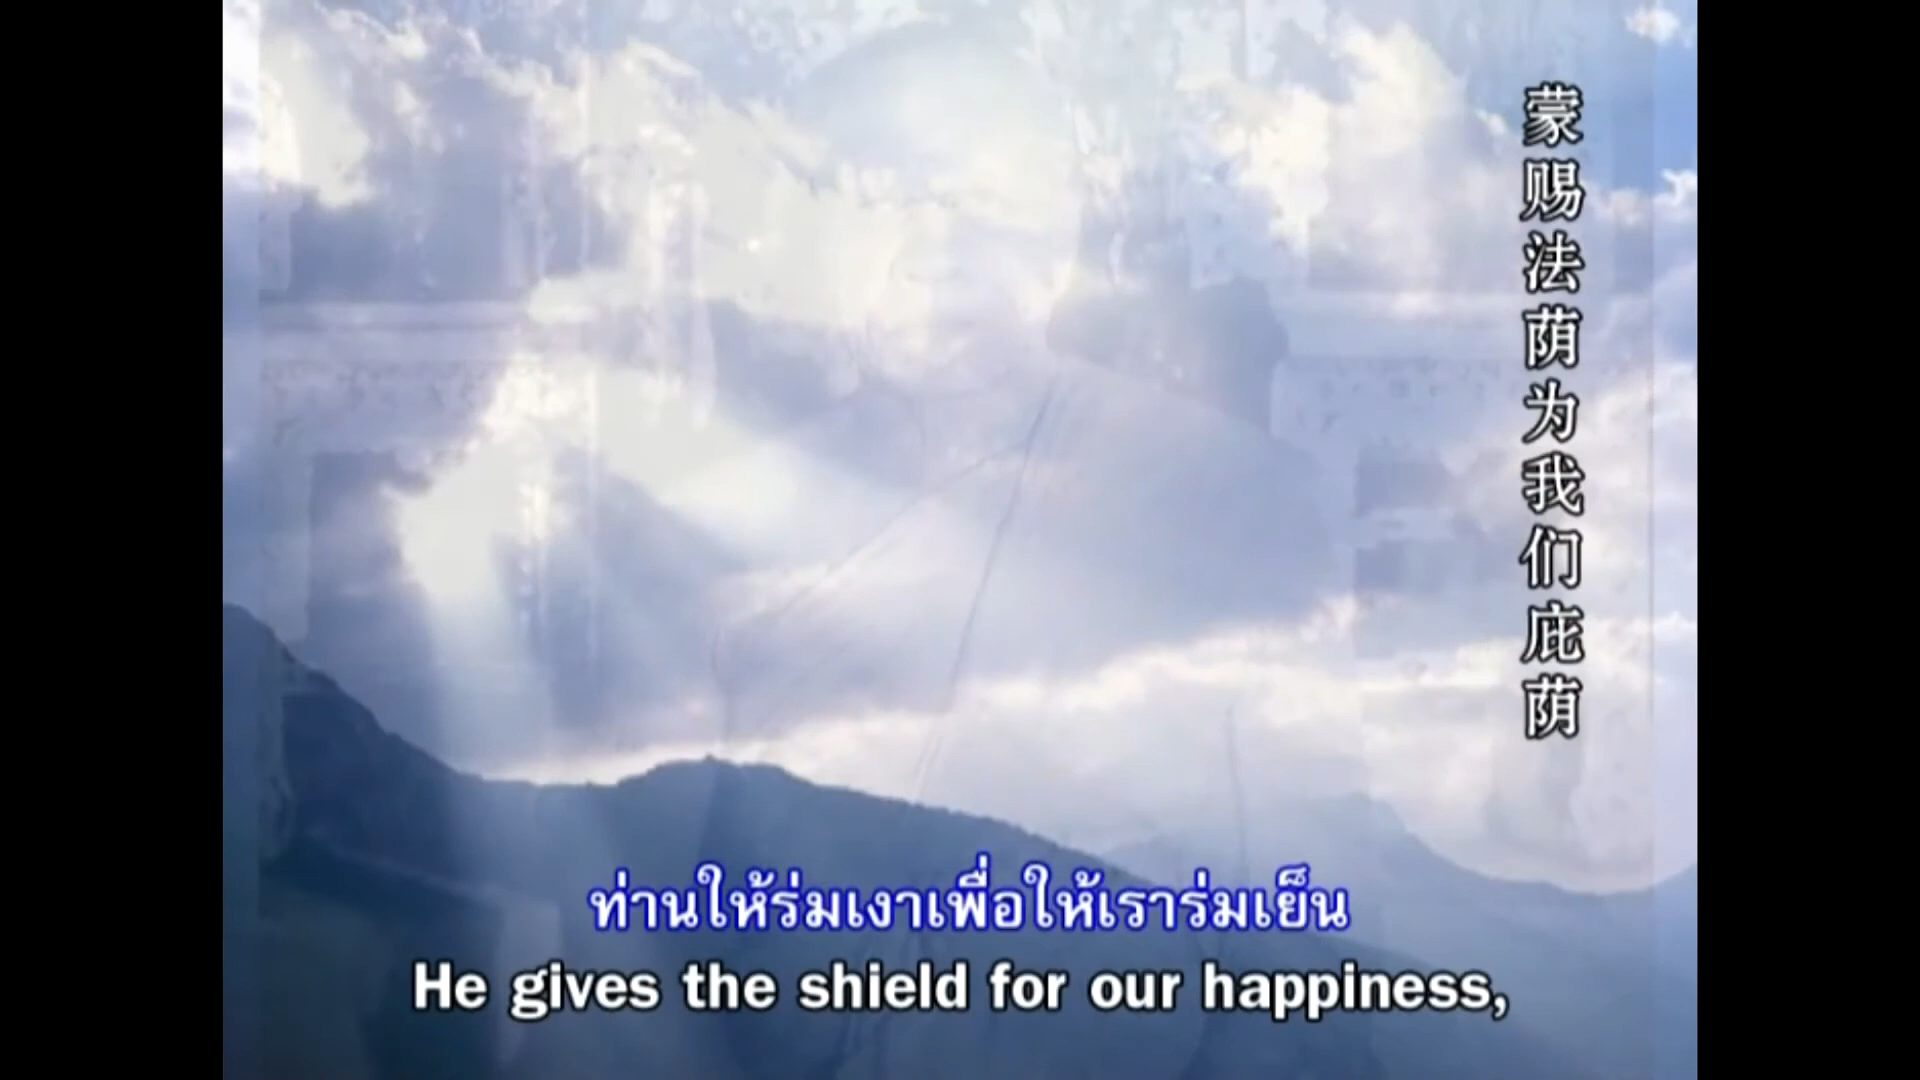 蒙赐法荫为我们庇荫
ท่านให้ร่มเงาเพื่อให้เราร่มเย็น
He gives the shield for our happiness,